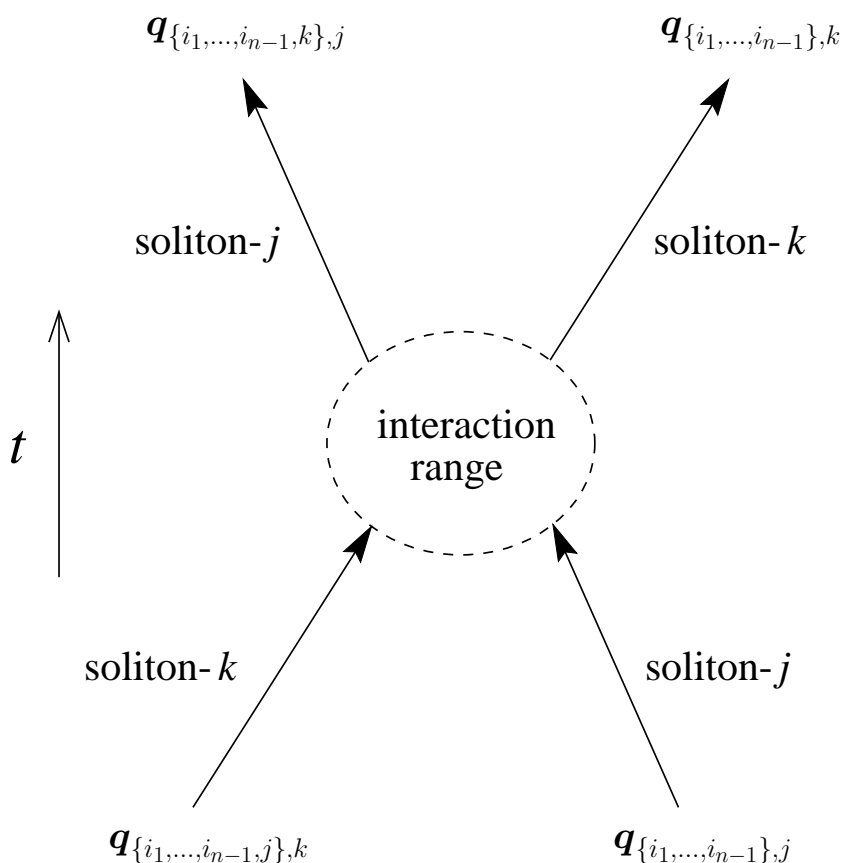 q_{\{i_1,...,i_{n-1},k\},j} q_{\{i_1,...,i_{n-1}\},k}
soliton-j soliton-k
t
interaction
range
soliton-k soliton-j
q_{\{i_1,...,i_{n-1},j\},k} q_{\{i_1,...,i_{n-1}\},j}